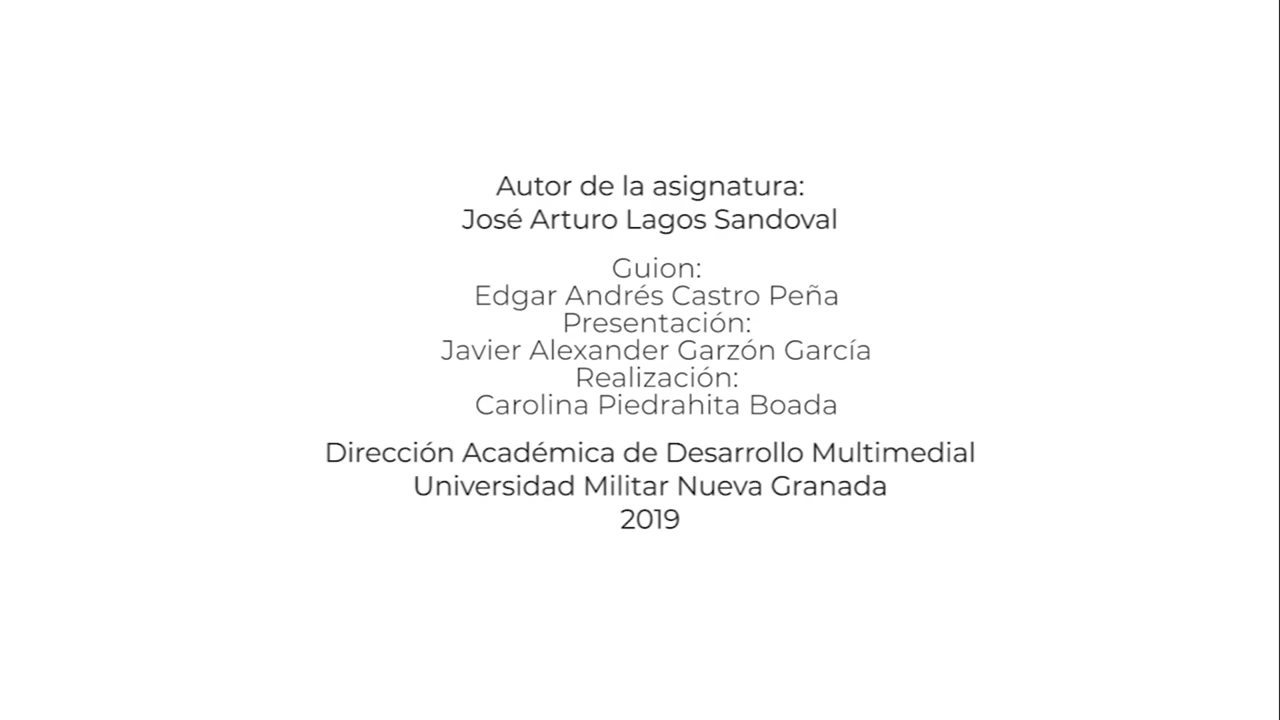 Autor de la asignatura:
José Arturo Lagos Sandoval
Guion:
Edgar Andrés Castro Peña
Presentación:
Javier Alexander Garzón García
Realización:
Carolina Piedrahita Boada
Dirección Académica de Desarrollo Multimedial
Universidad Militar Nueva Granada
2019